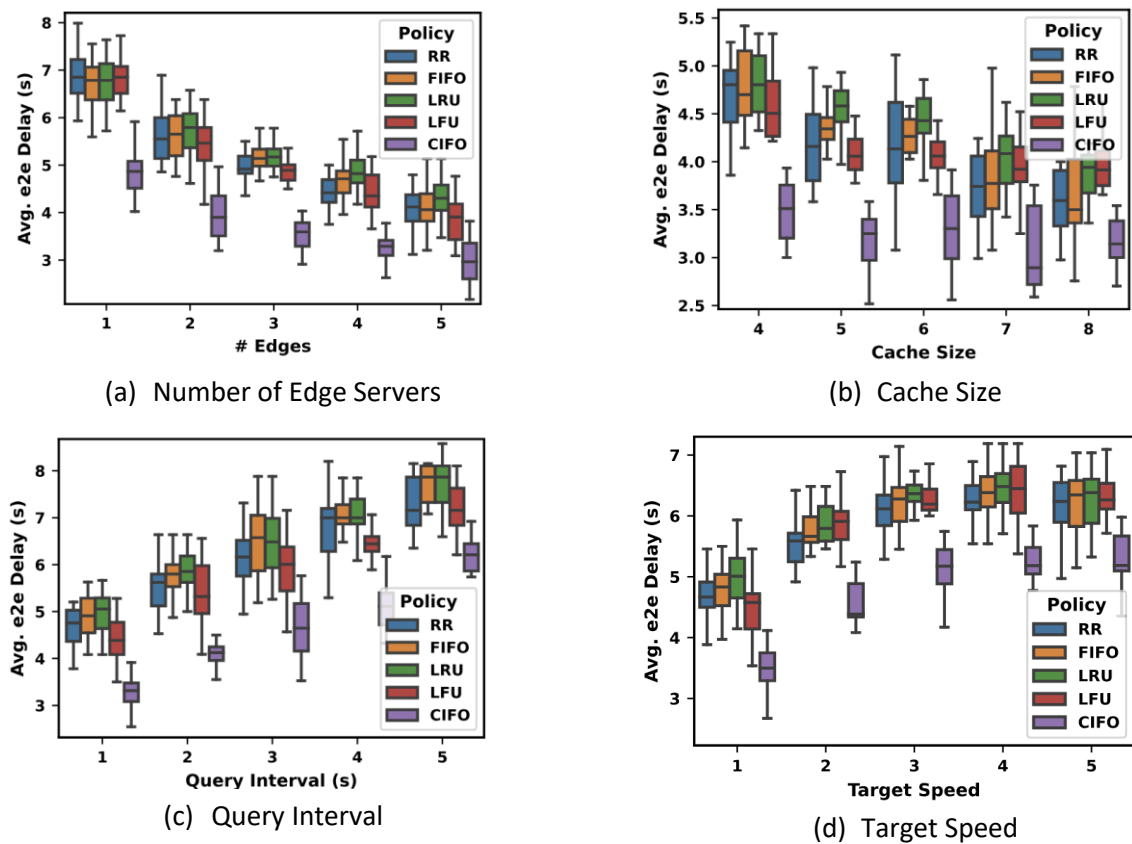 8
7
6
5
4
3
Avg. e2e Delay (s)
Policy
RR
FIFO
LRU
LFU
CIFO
1 2 3 4 5
# Edges
(a) Number of Edge Servers
5.5
5.0
4.5
4.0
3.5
3.0
2.5
Avg. e2e Delay (s)
Policy
RR
FIFO
LRU
LFU
CIFO
4 5 6 7 8
Cache Size
(b) Cache Size
8
7
6
5
4
3
Avg. e2e Delay (s)
Policy
RR
FIFO
LRU
LFU
CIFO
1 2 3 4 5
Query Interval (s)
(c) Query Interval
7
6
5
4
3
Avg. e2e Delay (s)
Policy
RR
FIFO
LRU
LFU
CIFO
1 2 3 4 5
Target Speed
(d) Target Speed